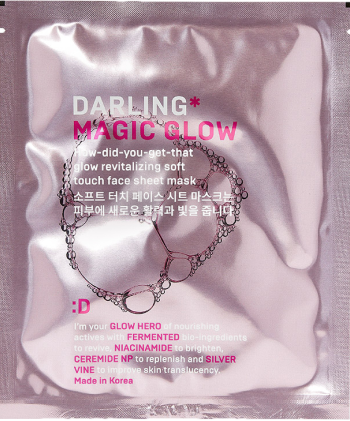 DARLING*
MAGIC GLOW
how-did-you-get-that
glow revitalizing soft
touch face sheet mask
소프트 터치 페이스 시트 마스크는
피부에 새로운 활력과 빛을 줍니다
:D
I'm your GLOW HERO of nourishing
actives with FERMENTED bio-ingredients
to revive, NIACINAMIDE to brighten,
CEREMIDE NP to replenish and SILVER
VINE to improve skin translucency.
Made in Korea